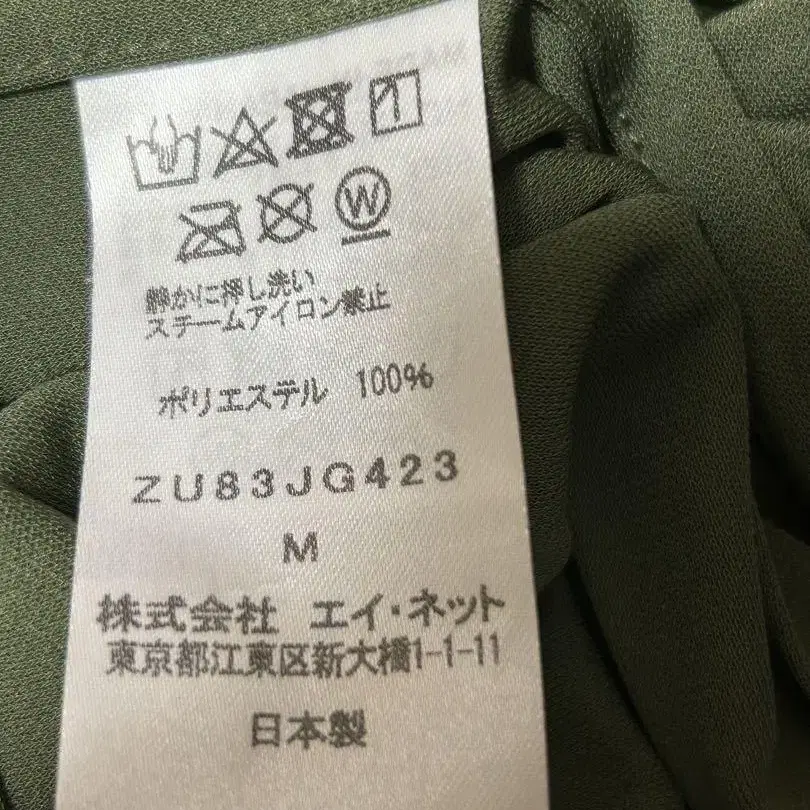 W
静かに押し洗い
スチームアイロン禁止
ポリエステル 100%
ZU83JG423
M
株式会社 エイ・ネット
東京都江東区新大橋1-1-11
日本製